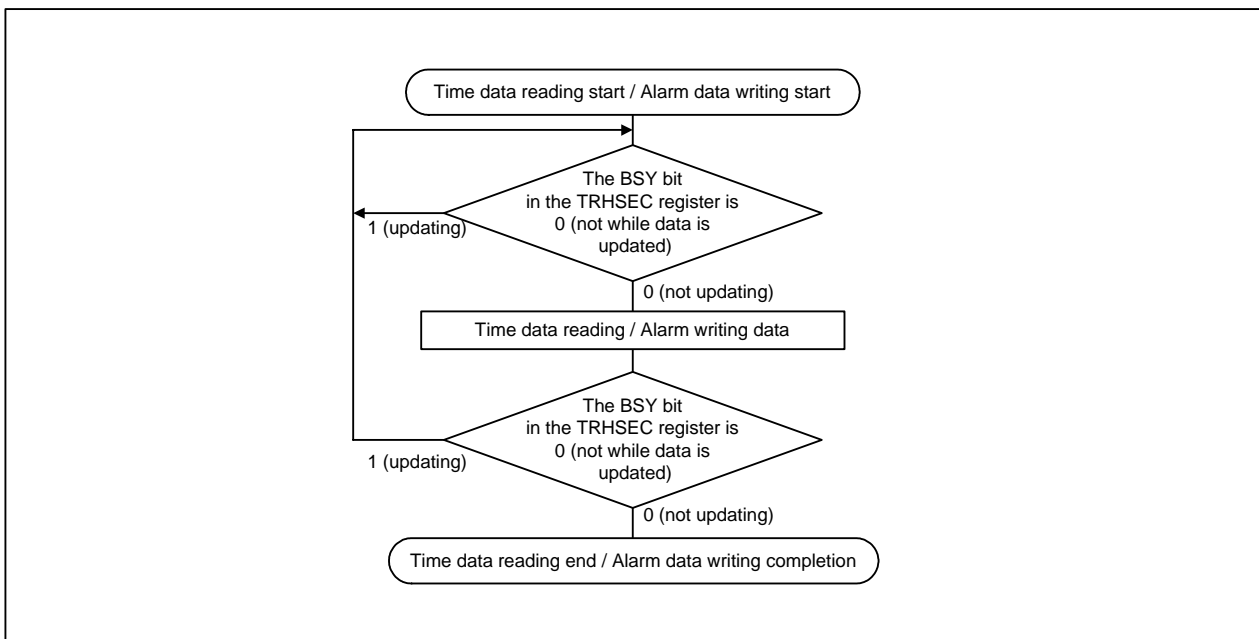 Time data reading start / Alarm data writing start
The BSY bit
in the TRHSEC register is
0 (not while data is
updated)
1 (updating)
0 (not updating)
Time data reading / Alarm writing data
The BSY bit
in the TRHSEC register is
0 (not while data is
updated)
1 (updating)
0 (not updating)
Time data reading end / Alarm data writing completion